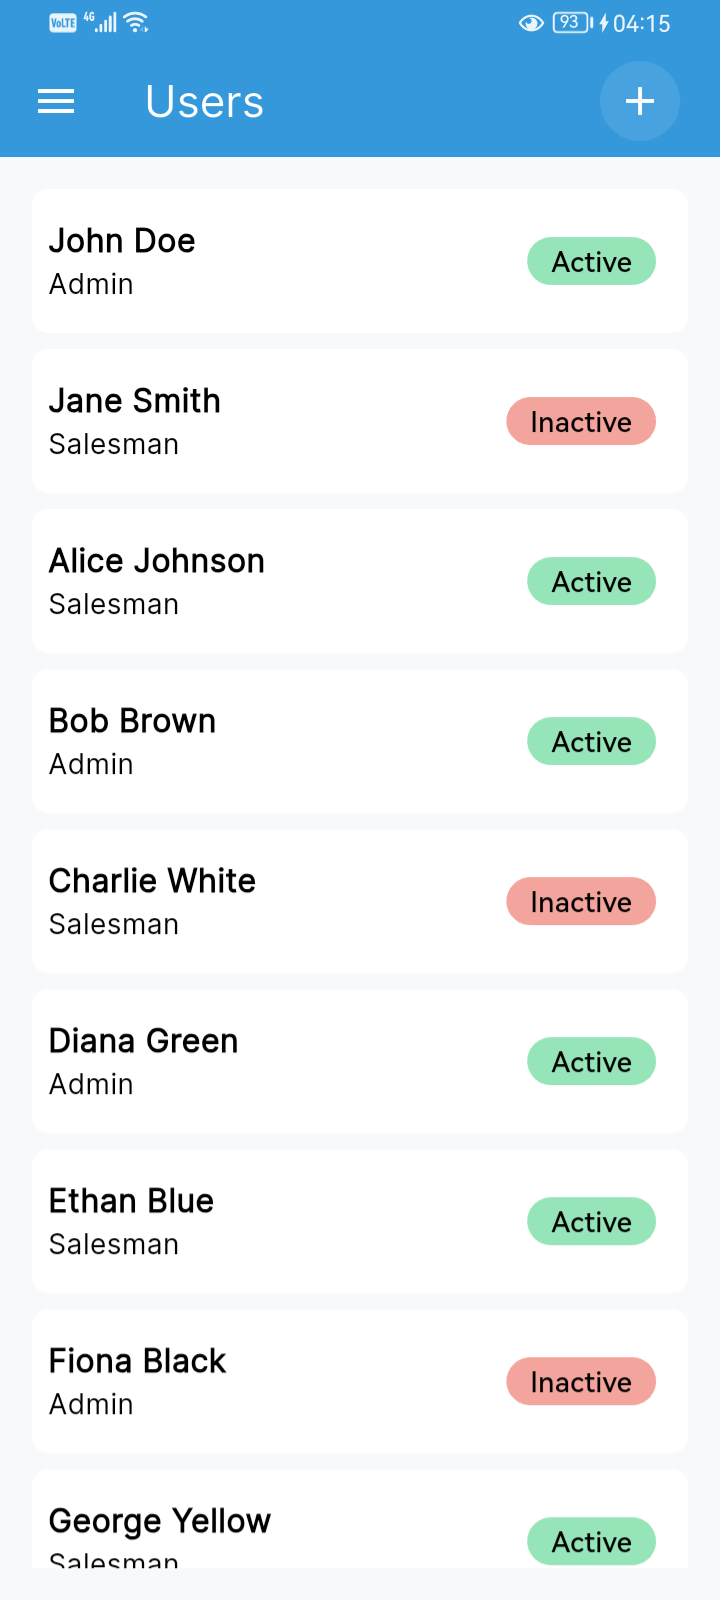 VoLTE 4G 93 04:15
Users
John Doe
Admin
Active
Jane Smith
Salesman
Inactive
Alice Johnson
Salesman
Active
Bob Brown
Admin
Active
Charlie White
Salesman
Inactive
Diana Green
Admin
Active
Ethan Blue
Salesman
Active
Fiona Black
Admin
Inactive
George Yellow
Salesman
Active